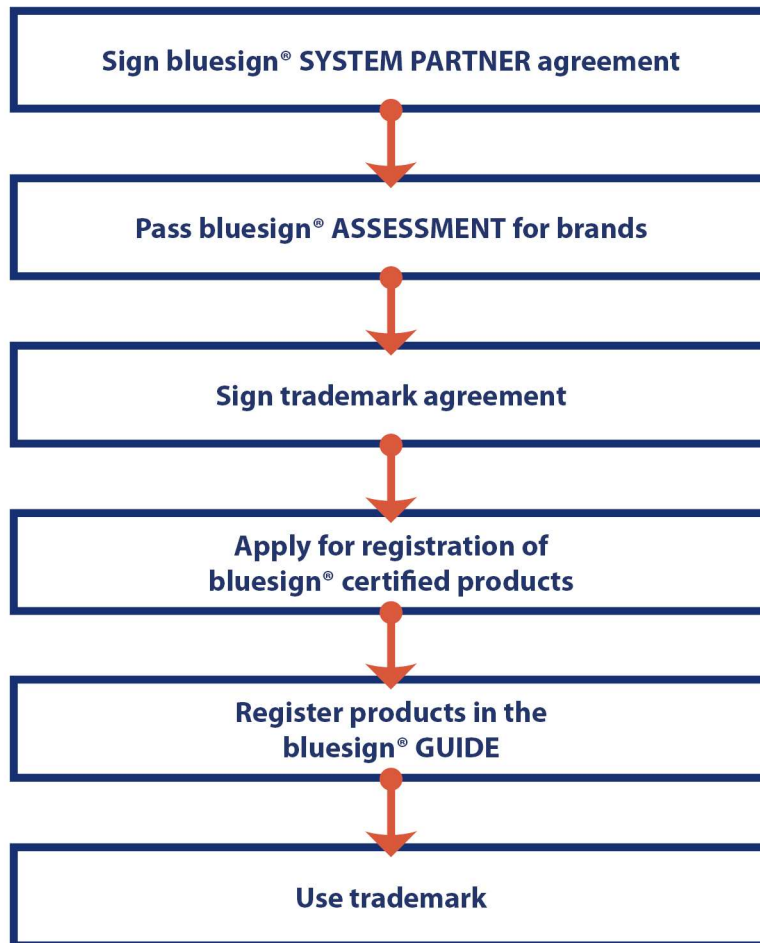 Sign bluesign® SYSTEM PARTNER agreement
Pass bluesign® ASSESSMENT for brands
Sign trademark agreement
Apply for registration of
bluesign® certified products
Register products in the
bluesign® GUIDE
Use trademark